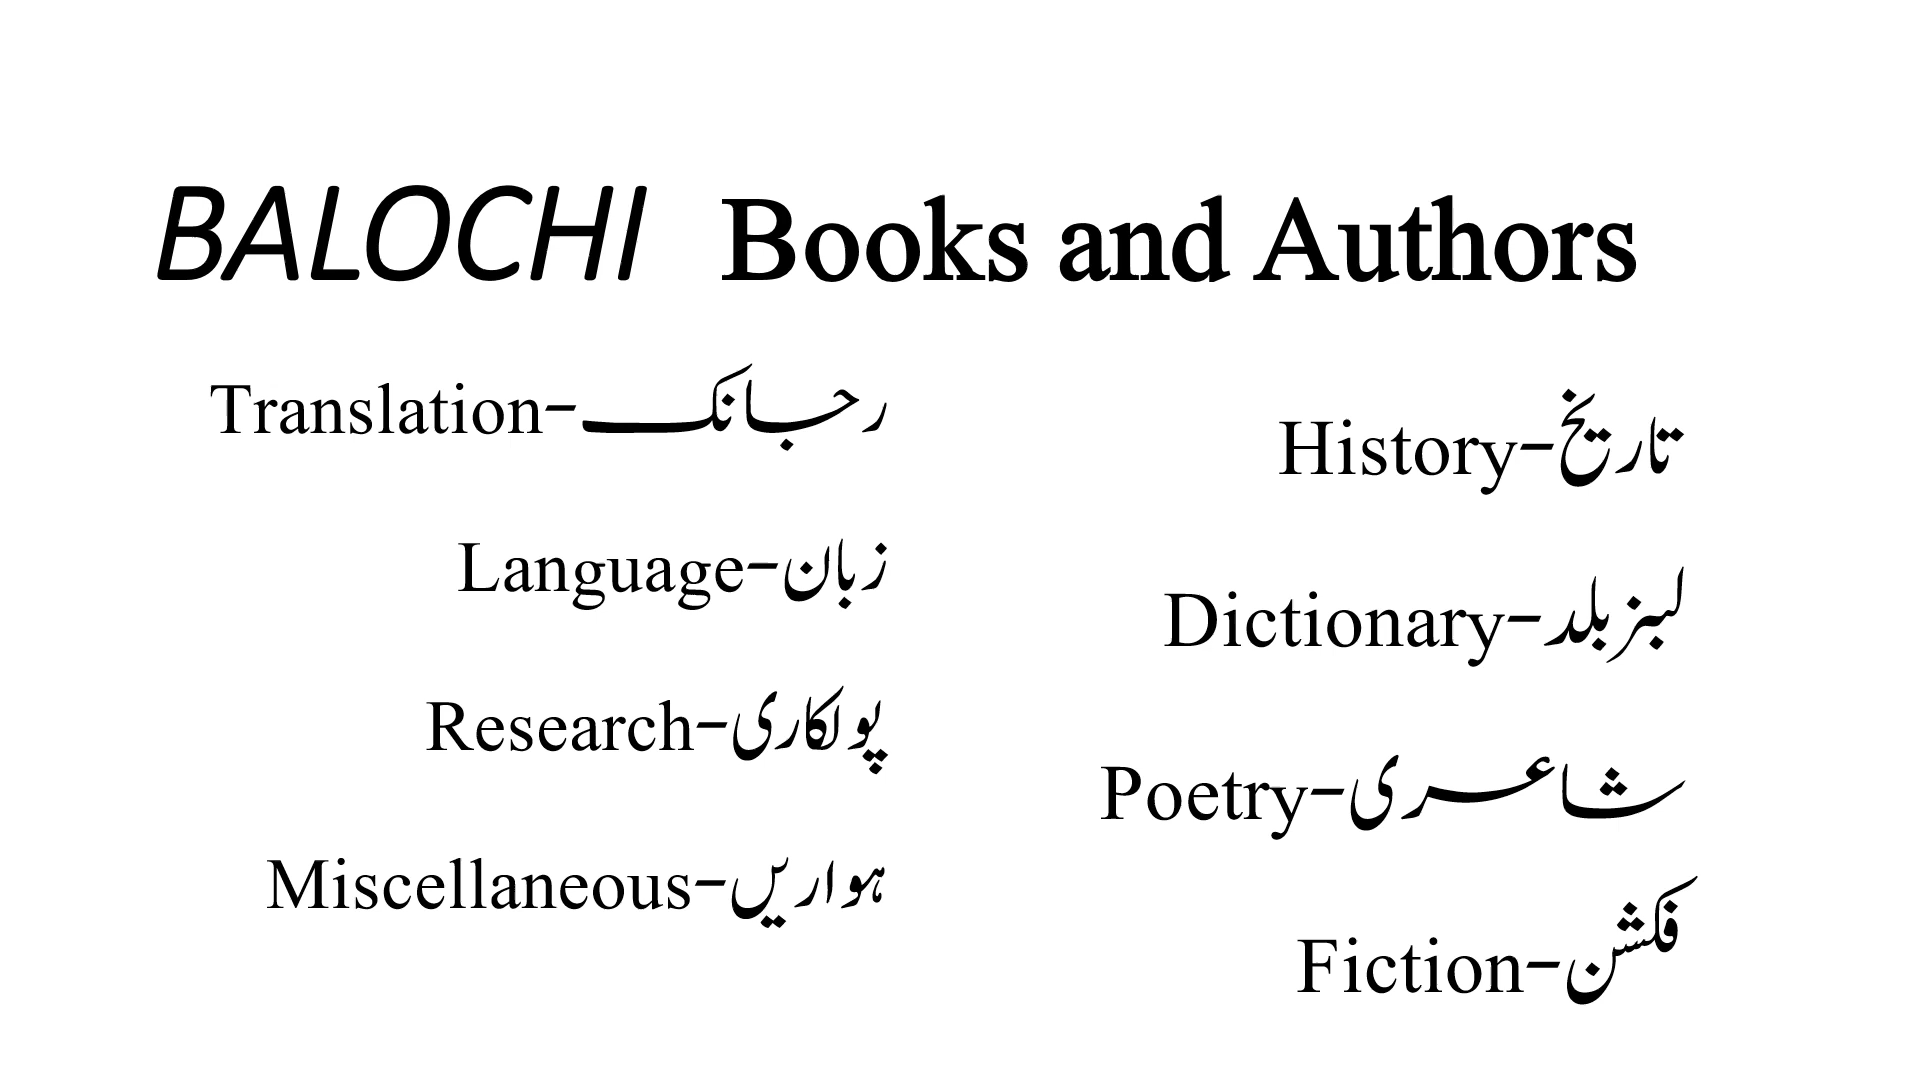 BALOCHI Books and Authors
رجانک-Translation
زبان-Language
پولکاری-Research
ہواریں-Miscellaneous
تاریخ-History
لبزبلد-Dictionary
شاعری-Poetry
فکشن-Fiction